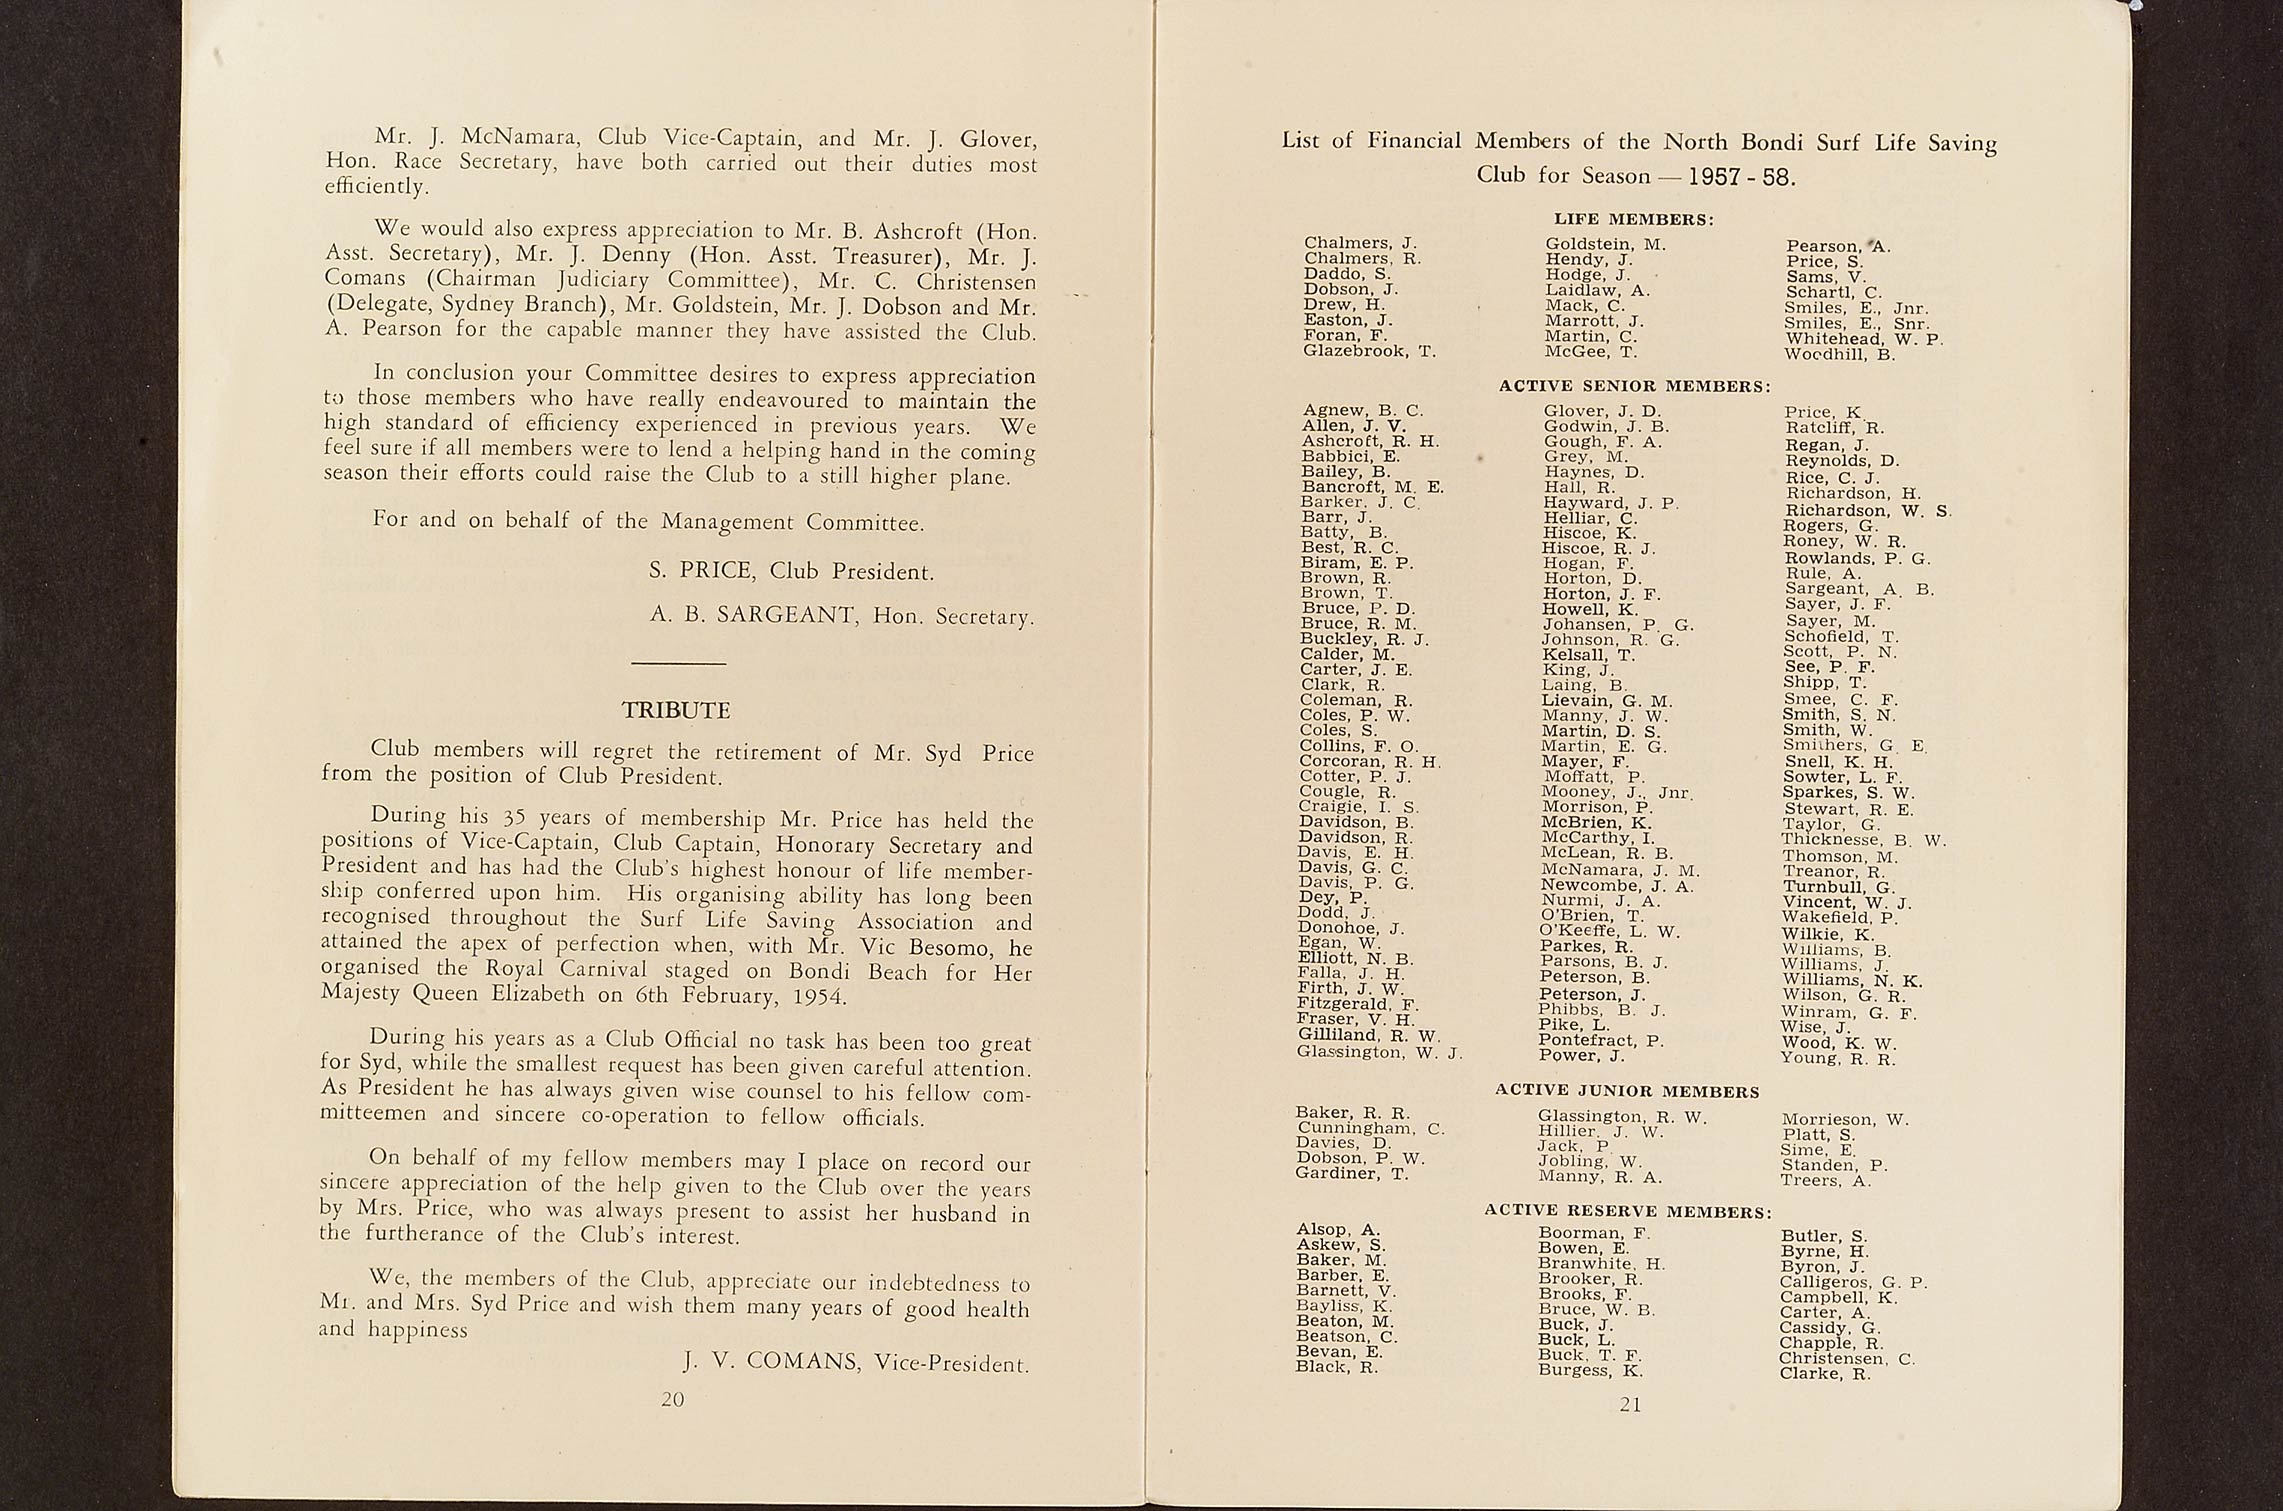 Mr. J. McNamara, Club Vice-Captain, and Mr. J. Glover,
Hon. Race Secretary, have both carried out their duties most
efficiently.
We would also express appreciation to Mr. B. Ashcroft (Hon.
Asst. Secretary), Mr. J. Denny (Hon. Asst. Treasurer), Mr. J.
Comans (Chairman Judiciary Committee), Mr. C. Christensen
(Delegate, Sydney Branch), Mr. Goldstein, Mr. J. Dobson and Mr.
A. Pearson for the capable manner they have assisted the Club.
In conclusion your Committee desires to express appreciation
to those members who have really endeavoured to maintain the
high standard of efficiency experienced in previous years. We
feel sure if all members were to lend a helping hand in the coming
season their efforts could raise the Club to a still higher plane.
For and on behalf of the Management Committee.
S. PRICE, Club President.
A. B. SARGEANT, Hon. Secretary.
TRIBUTE
Club members will regret the retirement of Mr. Syd Price
from the position of Club President.
During his 35 years of membership Mr. Price has held the
positions of Vice-Captain, Club Captain, Honorary Secretary and
President and has had the Club's highest honour of life member-
ship conferred upon him. His organising ability has long been
recognised throughout the Surf Life Saving Association and
attained the apex of perfection when, with Mr. Vic Besomo, he
organised the Royal Carnival staged on Bondi Beach for Her
Majesty Queen Elizabeth on 6th February, 1954.
During his years as a Club Official no task has been too great
for Syd, while the smallest request has been given careful attention.
As President he has always given wise counsel to his fellow com-
mitteemen and sincere co-operation to fellow officials.
On behalf of my fellow members may I place on record our
sincere appreciation of the help given to the Club over the years
by Mrs. Price, who was always present to assist her husband in
the furtherance of the Club's interest.
We, the members of the Club, appreciate our indebtedness to
Mr. and Mrs. Syd Price and wish them many years of good health
and happiness
J. V. COMANS, Vice-President.
20
List of Financial Members of the North Bondi Surf Life Saving
Club for Season — 1957 - 58.
LIFE MEMBERS:
Chalmers, J.
Chalmers, R.
Daddo, S.
Dobson, J.
Drew, H.
Easton, J.
Foran, F.
Glazebrook, T.
Goldstein, M.
Hendy, J.
Hodge, J.
Laidlaw, A.
Mack, C.
Marrott, J.
Martin, C.
McGee, T.
Pearson, A.
Price, S.
Sams, V.
Schartl, C.
Smiles, E., Jnr.
Smiles, E., Snr.
Whitehead, W. P.
Woodhill, B.
ACTIVE SENIOR MEMBERS:
Agnew, B. C.
Allen, J. V.
Ashcroft, R. H.
Babbici, E.
Bailey, B.
Bancroft, M. E.
Barker, J. C.
Barr, J.
Batty, B.
Best, R. C.
Biram, E. P.
Brown, R.
Brown, T.
Bruce, P. D.
Bruce, R. M.
Buckley, R. J.
Calder, M.
Carter, J. E.
Clark, R.
Coleman, R.
Coles, P. W.
Coles, S.
Collins, F. O.
Corcoran, R. H.
Cotter, P. J.
Cougle, R.
Craigie, I. S.
Davidson, B.
Davidson, R.
Davis, E. H.
Davis, G. C.
Davis, P. G.
Dey, P.
Dodd, J.
Donohoe, J.
Egan, W.
Elliott, N. B.
Falla, J. H.
Firth, J. W.
Fitzgerald, F.
Fraser, V. H.
Gilliland, R. W.
Glassington, W. J.
Glover, J. D.
Godwin, J. B.
Gough, F. A.
Grey, M.
Haynes, D.
Hall, R.
Hayward, J. P.
Helliar, C.
Hiscoe, K.
Hiscoe, R. J.
Hogan, F.
Horton, D.
Horton, J. F.
Howell, K.
Johansen, P. G.
Johnson, R. G.
Kelsall, T.
King, J.
Laing, B.
Lievain, G. M.
Manny, J. W.
Martin, D. S.
Martin, E. G.
Mayer, F.
Moffatt, P.
Mooney, J., Jnr.
Morrison, P.
McBrien, K.
McCarthy, I.
McLean, R. B.
McNamara, J. M.
Newcombe, J. A.
Nurmi, J. A.
O'Brien, T.
O'Keeffe, L. W.
Parkes, R.
Parsons, B. J.
Peterson, B.
Peterson, J.
Phibbs, B. J.
Pike, L.
Pontefract, P.
Power, J.
Price, K.
Ratcliff, R.
Regan, J.
Reynolds, D.
Rice, C. J.
Richardson, H.
Richardson, W. S.
Rogers, G.
Roney, W. R.
Rowlands, P. G.
Rule, A.
Sargeant, A. B.
Sayer, J. F.
Sayer, M.
Schofield, T.
Scott, P. N.
See, P. F.
Shipp, T.
Smee, C. F.
Smith, S. N.
Smith, W.
Smithers, G. E.
Snell, K. H.
Sowter, L. F.
Sparkes, S. W.
Stewart, R. E.
Taylor, G.
Thicknesse, B. W.
Thomson, M.
Treanor, R.
Turnbull, G.
Vincent, W. J.
Wakefield, P.
Wilkie, K.
Williams, B.
Williams, J.
Williams, N. K.
Wilson, G. R.
Winram, G. F.
Wise, J.
Wood, K. W.
Young, R. R.
ACTIVE JUNIOR MEMBERS
Baker, R. R.
Cunningham, C.
Davies, D.
Dobson, P. W.
Gardiner, T.
Glassington, R. W.
Hillier, J. W.
Jack, P.
Jobling, W.
Manny, R. A.
Morrieson, W.
Platt, S.
Sime, E.
Standen, P.
Treers, A.
ACTIVE RESERVE MEMBERS:
Alsop, A.
Askew, S.
Baker, M.
Barber, E.
Barnett, V.
Bayliss, K.
Beaton, M.
Beatson, C.
Bevan, E.
Black, R.
Boorman, F.
Bowen, E.
Branwhite, H.
Brooker, R.
Brooks, F.
Bruce, W. B.
Buck, J.
Buck, L.
Buck, T. F.
Burgess, K.
Butler, S.
Byrne, H.
Byron, J.
Calligeros, G. P.
Campbell, K.
Carter, A.
Cassidy, G.
Chapple, R.
Christensen, C.
Clarke, R.
21